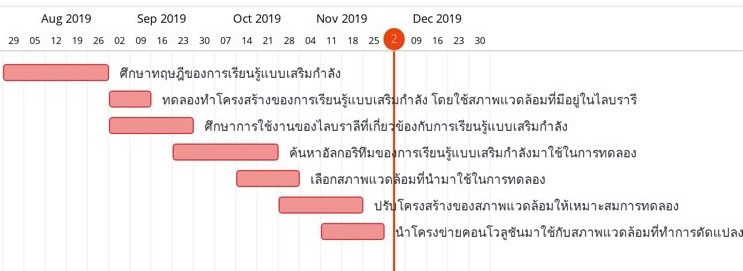 Aug 2019 Sep 2019 Oct 2019 Nov 2019 Dec 2019
29 05 12 19 26 02 09 16 23 30 07 14 21 28 04 11 18 25 2 09 16 23 30
ศึกษาทฤษฎีของการเรียนรู้แบบเสริมกำลัง
ทดลองทำโครงสร้างของการเรียนรู้แบบเสริมกำลัง โดยใช้สภาพแวดล้อมที่มีอยู่ในไลบรารี
ศึกษาการใช้งานของไลบราลีที่เกี่ยวข้องกับการเรียนรู้แบบเสริมกำลัง
ค้นหาอัลกอริทึมของการเรียนรู้แบบเสริมกำลังมาใช้ในการทดลอง
เลือกสภาพแวดล้อมที่นำมาใช้ในการทดลอง
ปรับโครงสร้างของสภาพแวดล้อมให้เหมาะสมการทดลอง
นำโครงข่ายคอนโวลูชันมาใช้กับสภาพแวดล้อมที่ทำการดัดแปลง